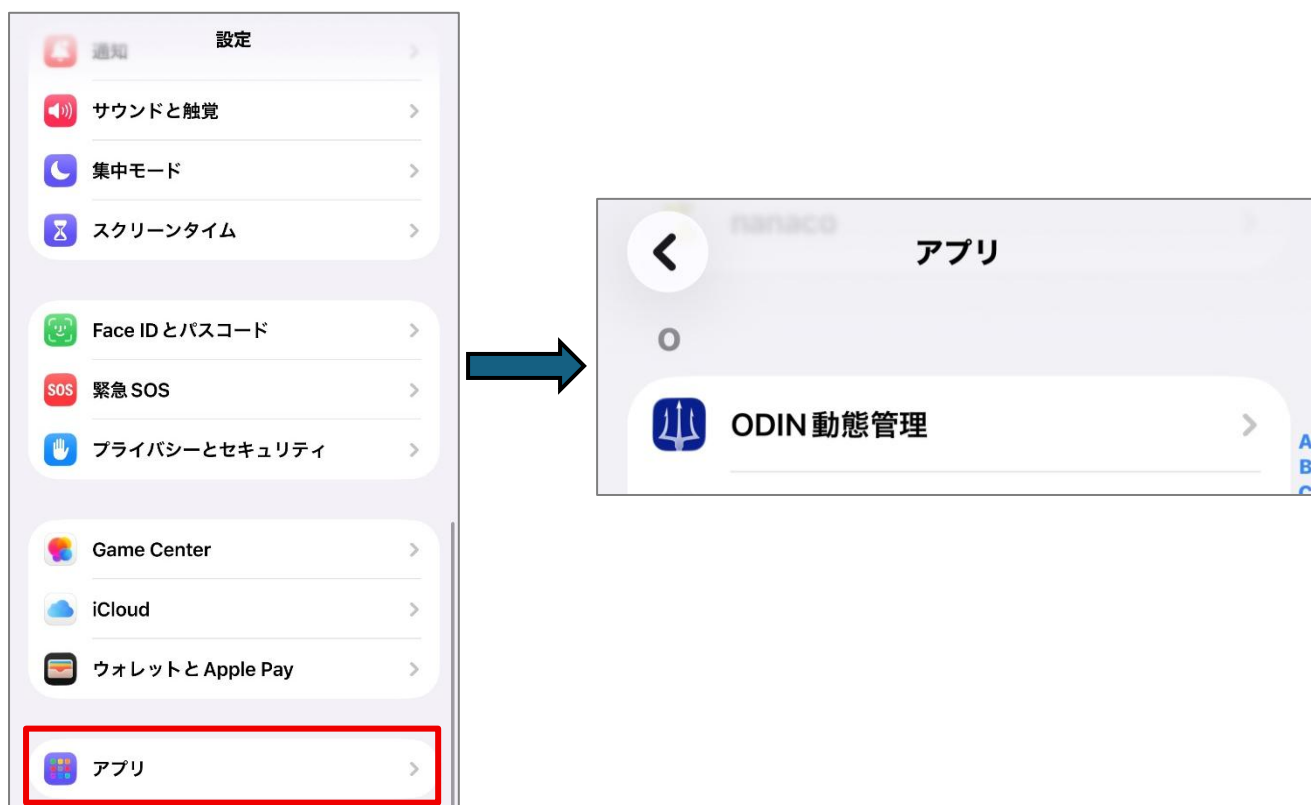 設定
通知
サウンドと触覚
集中モード
スクリーンタイム
Face IDとパスコード
SOS 緊急SOS
プライバシーとセキュリティ
Game Center
iCloud
ウォレットとApple Pay
アプリ
nanaco
アプリ
O
ODIN動態管理
A
B
C